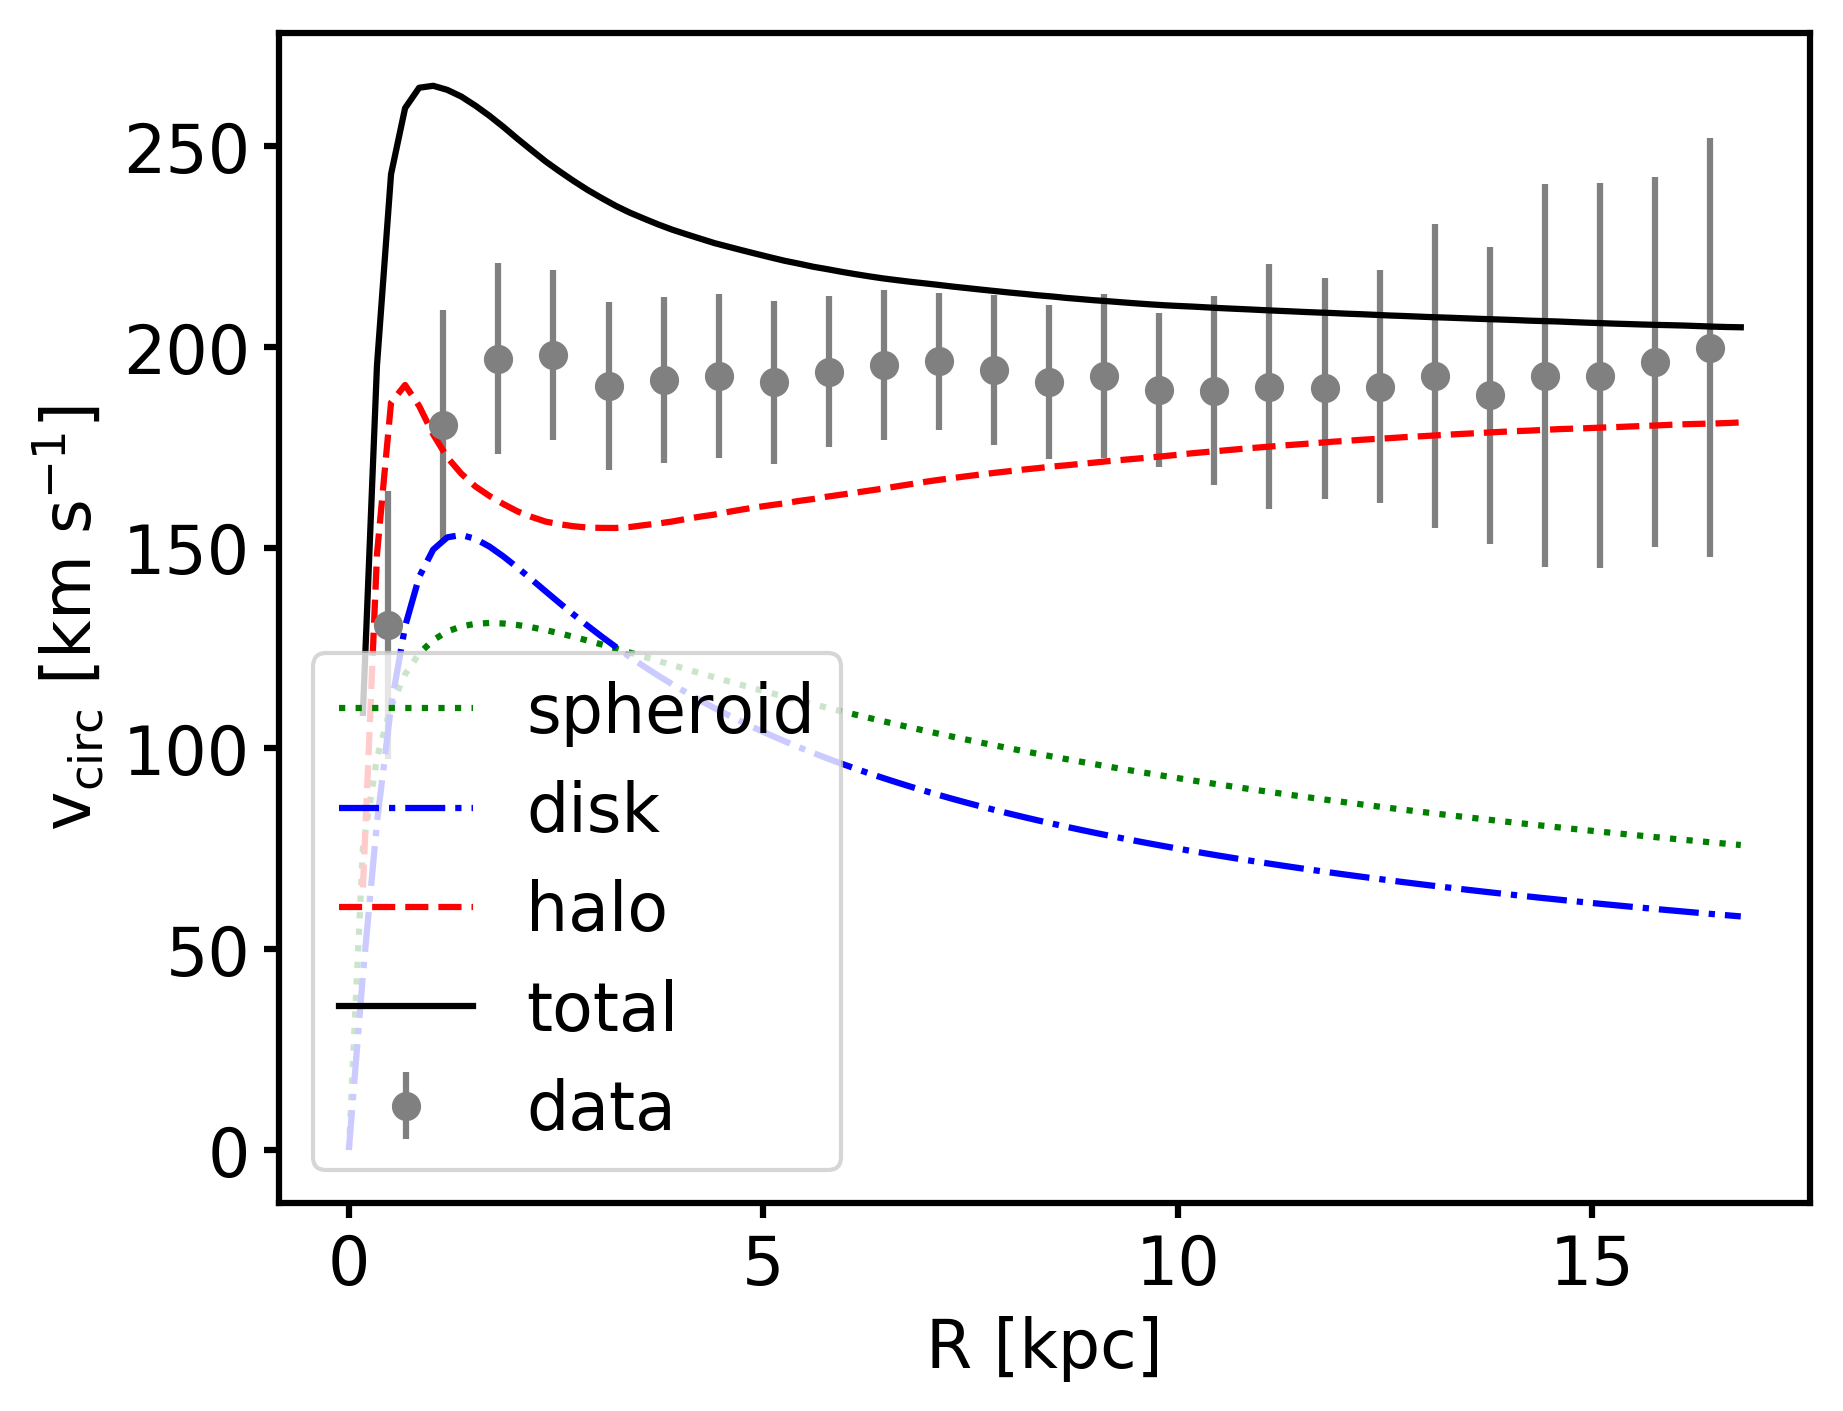 250
200
150
100
50
0
v_circ [km s⁻¹]
spheroid
disk
halo
total
data
0 5 10 15
R [kpc]